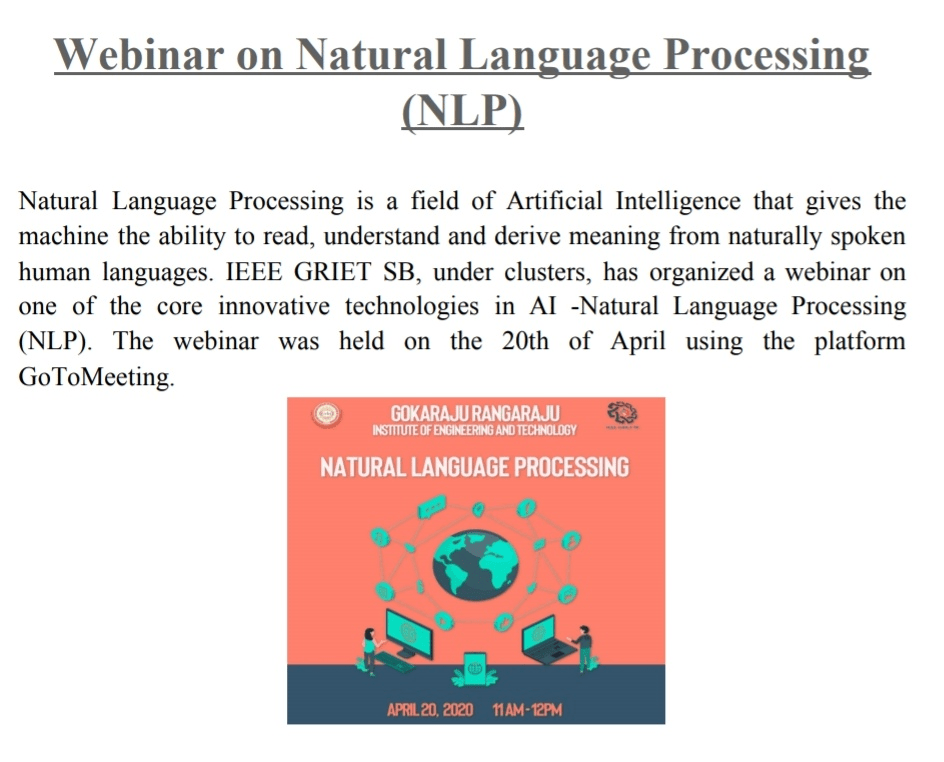 Webinar on Natural Language Processing
(NLP)
Natural Language Processing is a field of Artificial Intelligence that gives the
machine the ability to read, understand and derive meaning from naturally spoken
human languages. IEEE GRIET SB, under clusters, has organized a webinar on
one of the core innovative technologies in AI -Natural Language Processing
(NLP). The webinar was held on the 20th of April using the platform
GoToMeeting.
GOKARAJU RANGARAJU
INSTITUTE OF ENGINEERING AND TECHNOLOGY
NATURAL LANGUAGE PROCESSING
APRIL 20, 2020 11 AM - 12PM